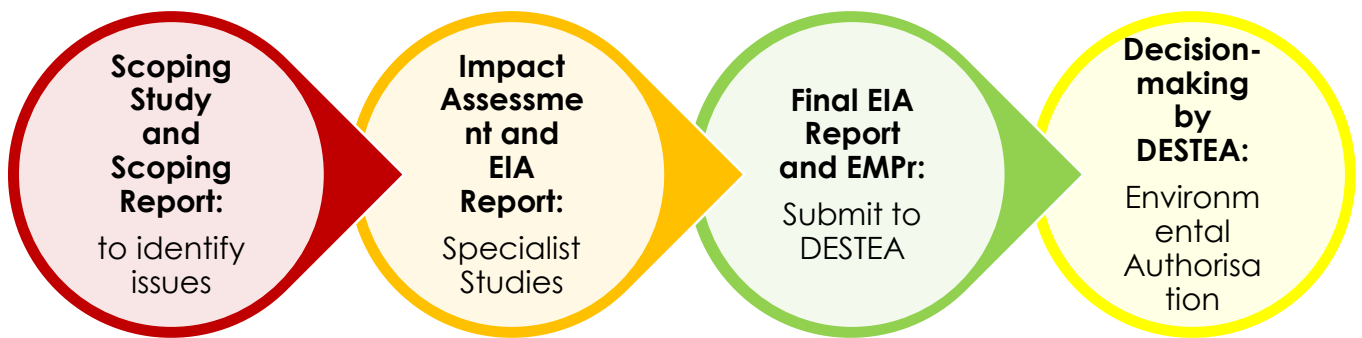 Scoping
Study
and
Scoping
Report:
to identify
issues
Impact
Assessme
nt and
EIA
Report:
Specialist
Studies
Final EIA
Report
and EMPr:
Submit to
DESTEA
Decision-
making
by
DESTEA:
Environm
ental
Authorisa
tion